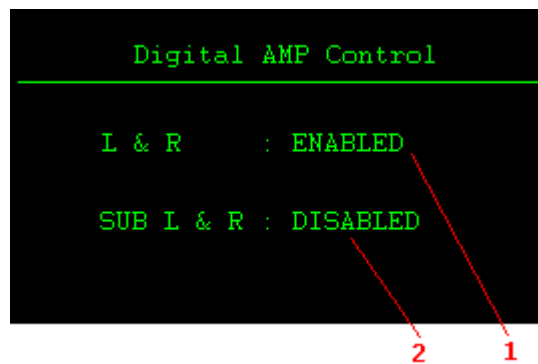 Digital AMP Control
L & R : ENABLED
SUB L & R : DISABLED
2 1